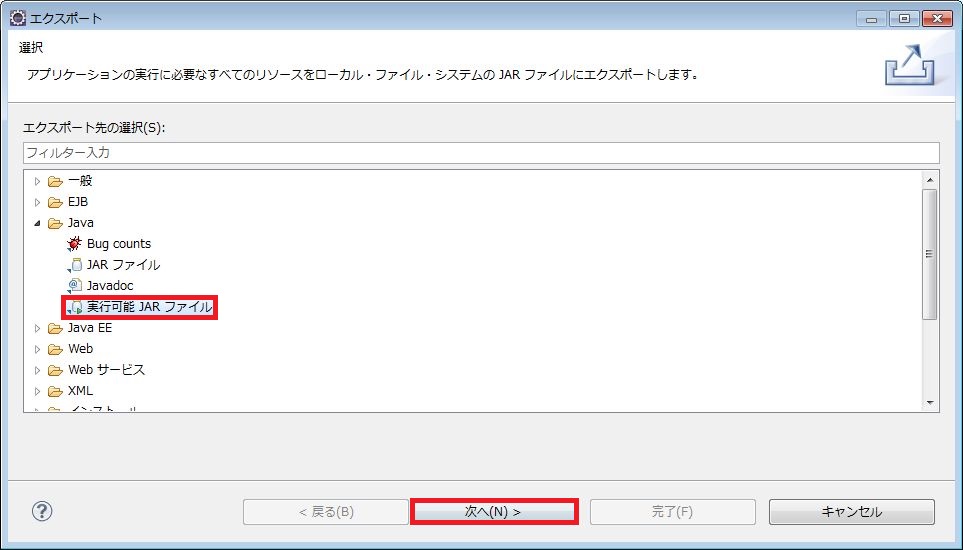 エクスポート
選択
アプリケーションの実行に必要なすべてのリソースをローカル・ファイル・システムの JAR ファイルにエクスポートします。
エクスポート先の選択(S):
フィルター入力
一般
EJB
Java
Bug counts
JAR ファイル
Javadoc
実行可能 JAR ファイル
Java EE
Web
Web サービス
XML
インストール
< 戻る(B)
次へ(N) >
完了(F)
キャンセル